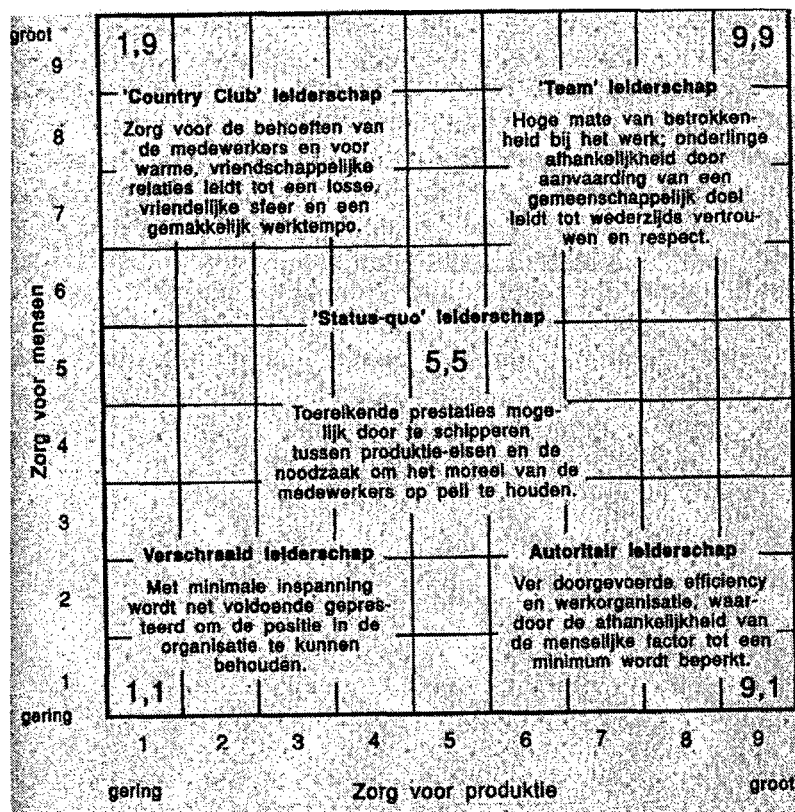 groot
1,9
9,9
9
'Country Club' leiderschap
Zorg voor de behoeften van
de medewerkers en voor
warme, vriendschappelijke
relaties leidt tot een losse,
vriendelijke sfeer en een
gemakkelijk werktempo.
'Team' leiderschap
Hoge mate van betrokken-
heid bij het werk; onderlinge
afhankelijkheid door
aanvaarding van een
gemeenschappelijk doel
leidt tot wederzijds vertrou-
wen en respect.
8
7
6
Zorg voor mensen
'Status-quo' leiderschap
5
5,5
Toereikende prestaties moge-
lijk door te schipperen
tussen produktie-eisen en de
noodzaak om het moreel van de
medewerkers op peil te houden.
4
3
Verschraald leiderschap
Met minimale inspanning
wordt net voldoende gepres-
teerd om de positie in de
organisatie te kunnen
behouden.
Autoritair leiderschap
Ver doorgevoerde efficiency
en werkorganisatie, waar-
door de afhankelijkheid van
de menselijke factor tot een
minimum wordt beperkt.
2
1
1,1
9,1
gering
1 2 3 4 5 6 7 8 9
gering Zorg voor produktie groot